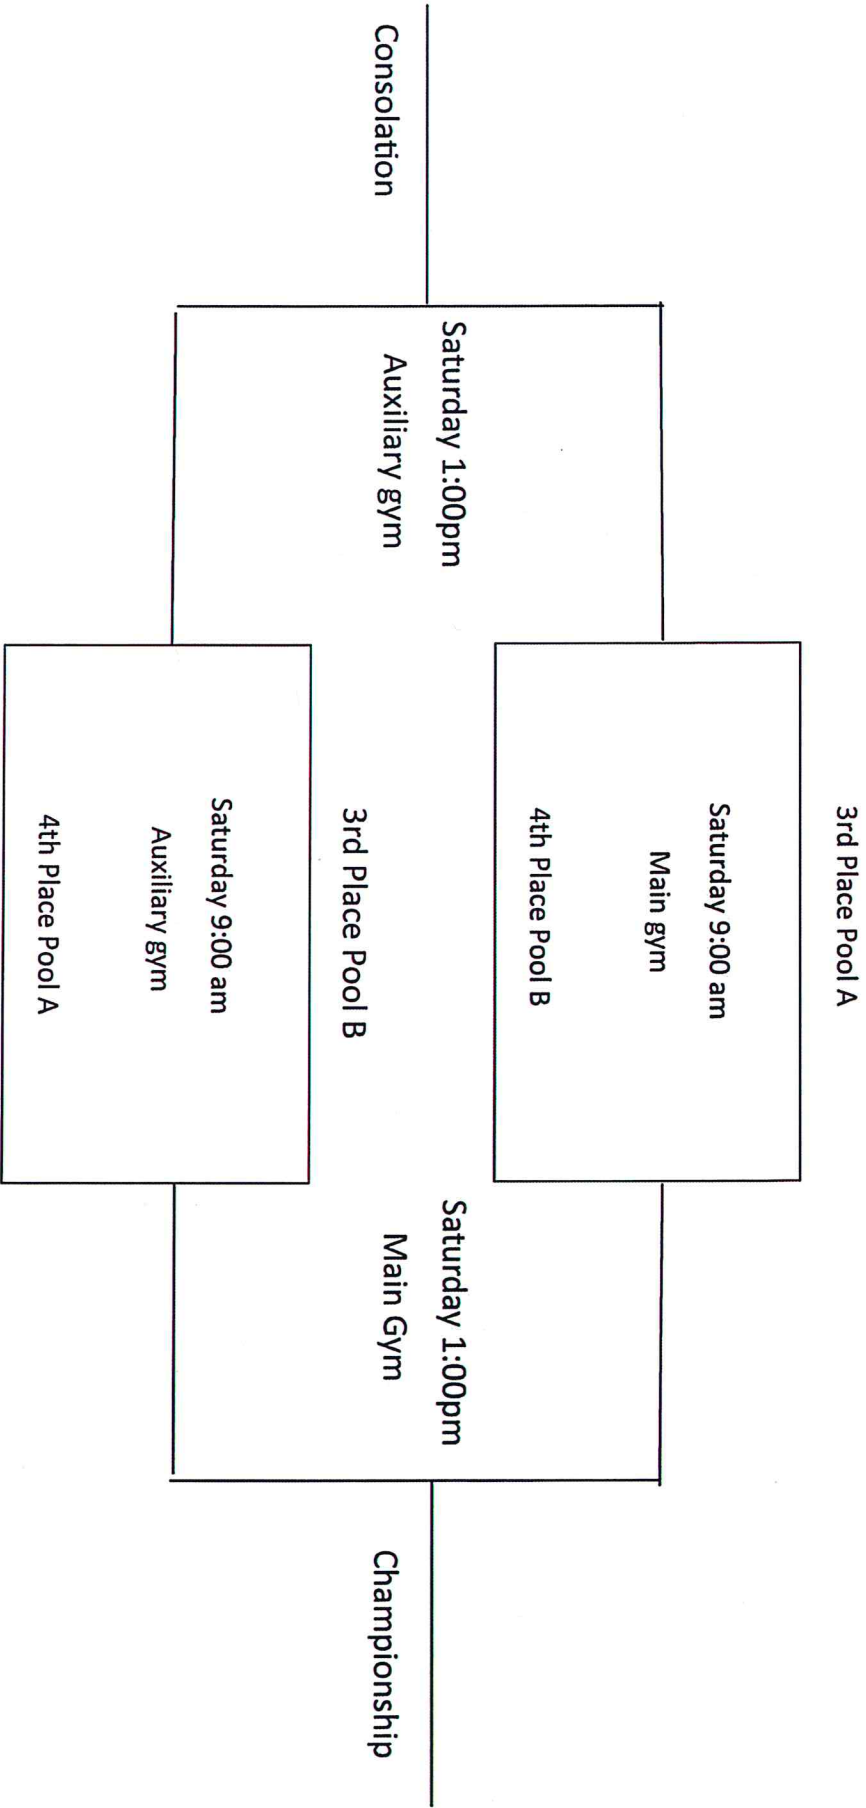 3rd Place Pool A
Saturday 9:00 am
Main gym
4th Place Pool B
Saturday 1:00pm
Auxiliary gym
Consolation
Saturday 1:00pm
Main Gym
Championship
3rd Place Pool B
Saturday 9:00 am
Auxiliary gym
4th Place Pool A